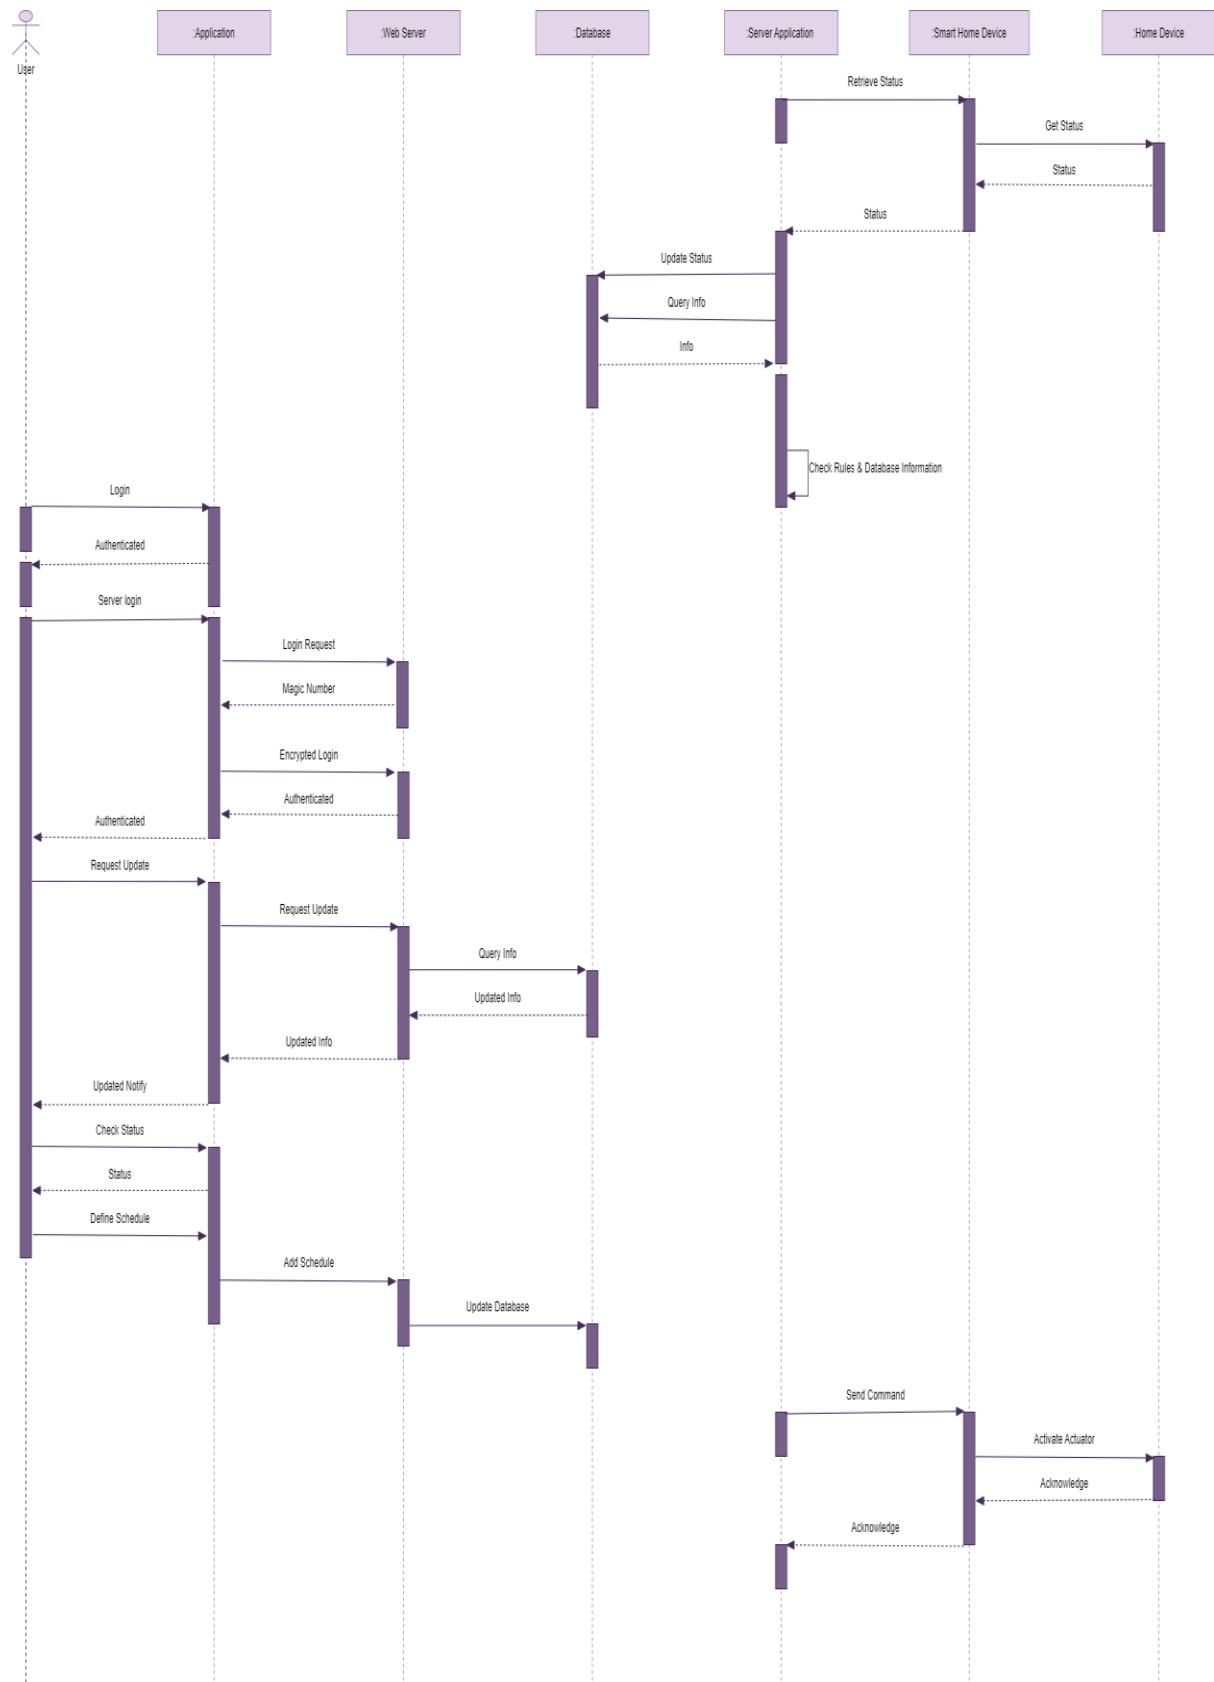 :Application
:Web Server
:Database
:Server Application
:Smart Home Device
:Home Device
User
Retrieve Status
Get Status
Status
Status
Update Status
Query Info
Info
Check Rules & Database Information
Login
Authenticated
Server login
Login Request
Magic Number
Encrypted Login
Authenticated
Authenticated
Request Update
Request Update
Query Info
Updated Info
Updated Info
Updated Notify
Check Status
Status
Define Schedule
Add Schedule
Update Database
Send Command
Activate Actuator
Acknowledge
Acknowledge